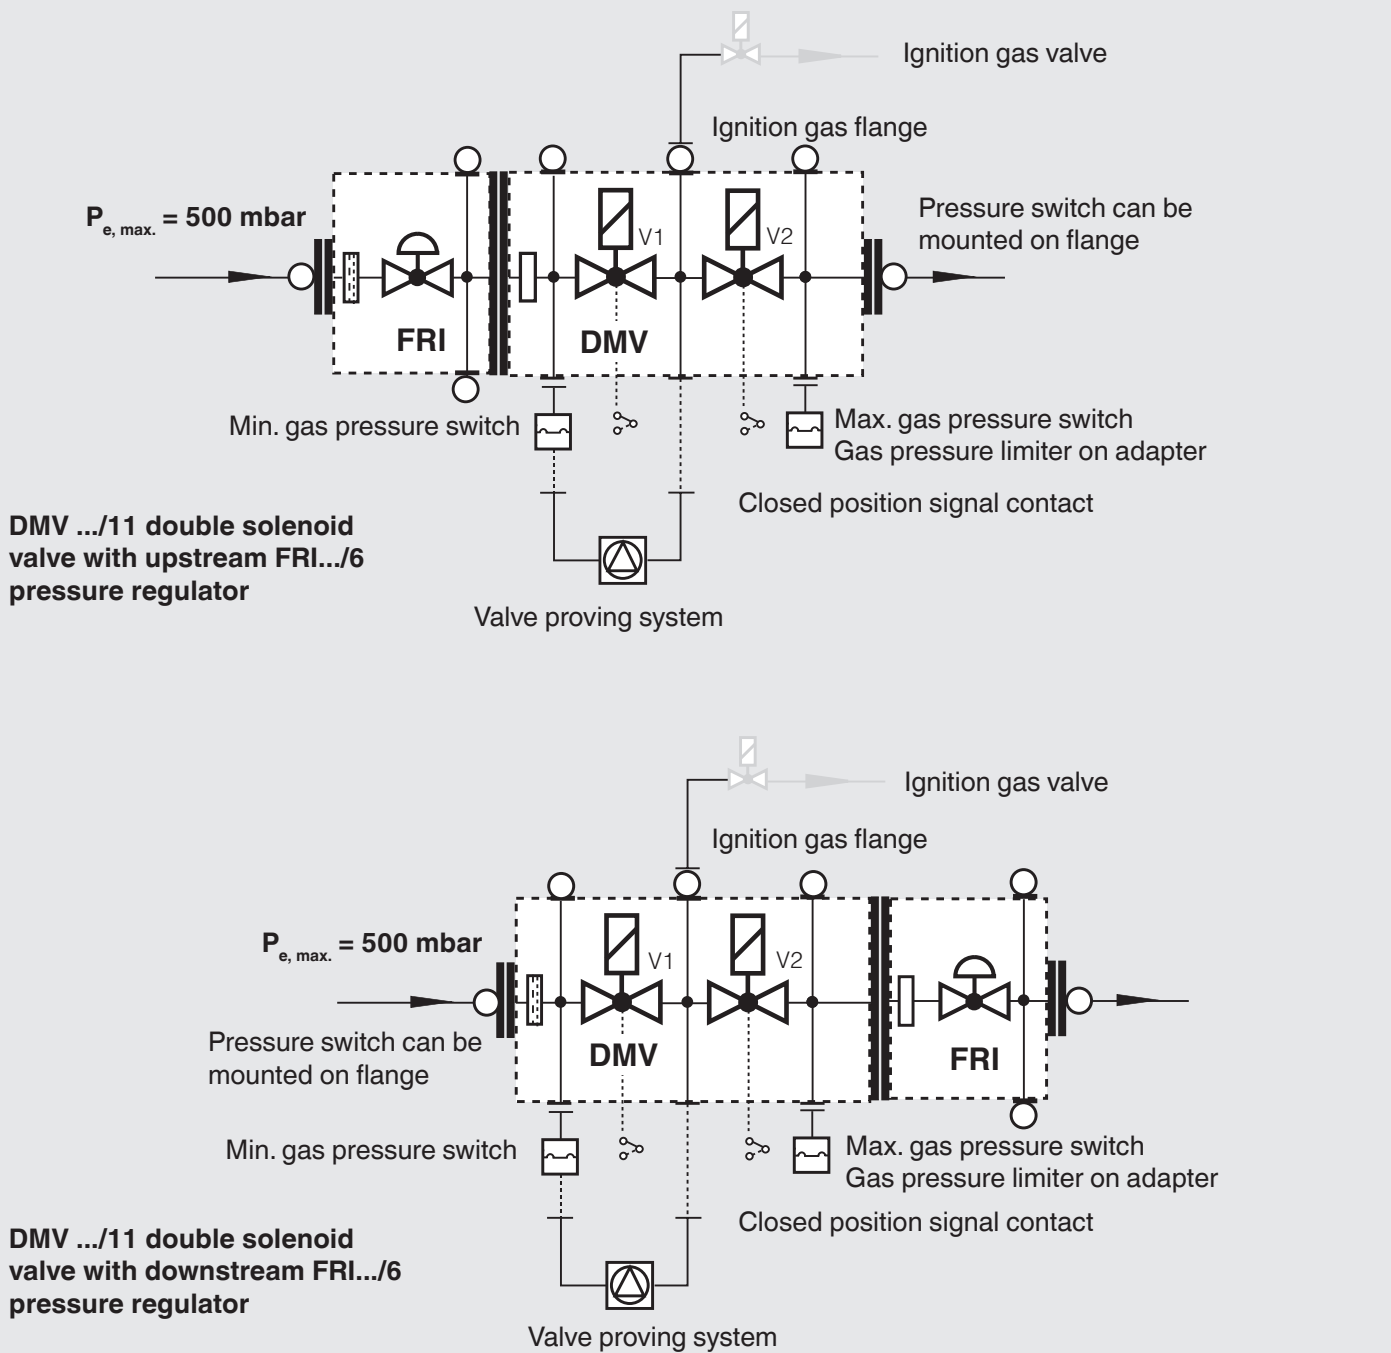 Ignition gas valve
Ignition gas flange
P e, max. = 500 mbar
Pressure switch can be
mounted on flange
V1
V2
FRI
DMV
Min. gas pressure switch
Max. gas pressure switch
Gas pressure limiter on adapter
Closed position signal contact
DMV .../11 double solenoid
valve with upstream FRI.../6
pressure regulator
Valve proving system
Ignition gas valve
Ignition gas flange
P e, max. = 500 mbar
V1
V2
Pressure switch can be
mounted on flange
DMV
FRI
Min. gas pressure switch
Max. gas pressure switch
Gas pressure limiter on adapter
Closed position signal contact
DMV .../11 double solenoid
valve with downstream FRI.../6
pressure regulator
Valve proving system